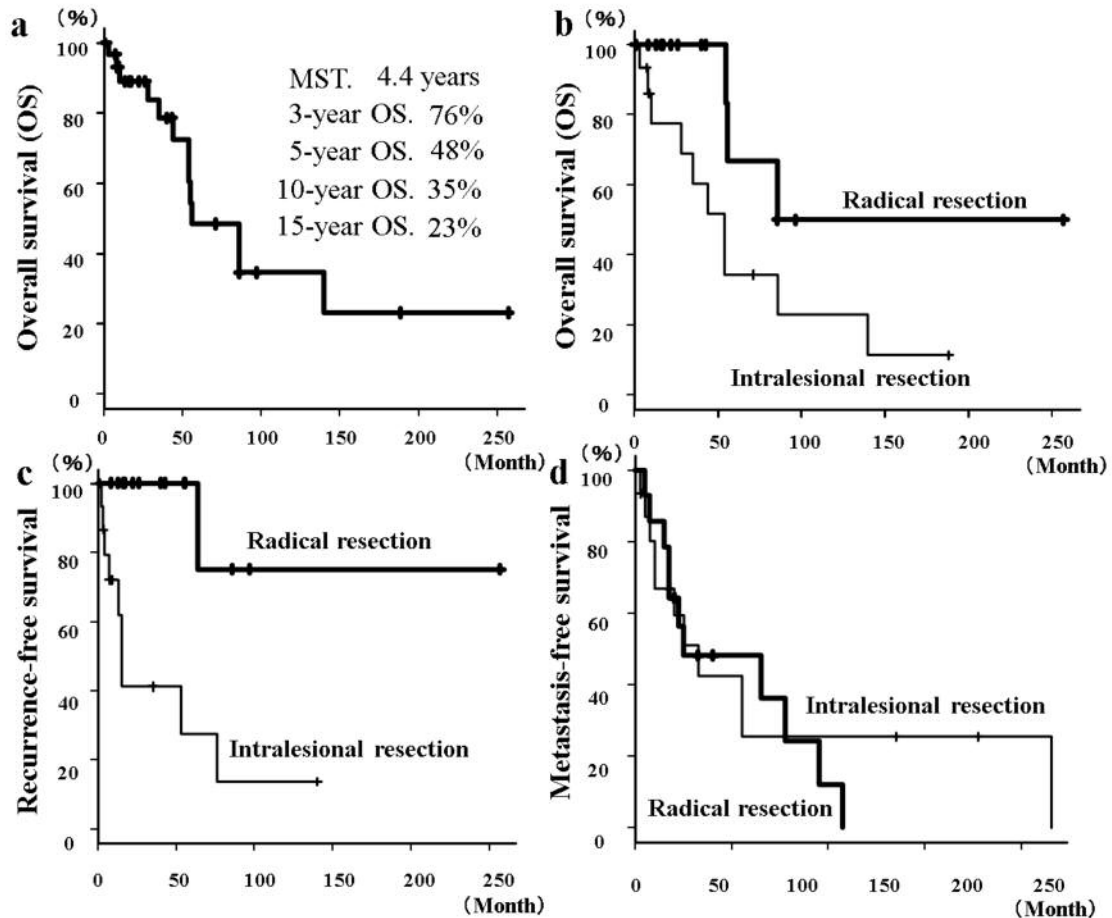 a
(%)
Overall survival (OS)
100
80
60
40
20
0
MST. 4.4 years
3-year OS. 76%
5-year OS. 48%
10-year OS. 35%
15-year OS. 23%
0 50 100 150 200 250
(Month)
b
(%)
Overall survival (OS)
100
80
60
40
20
0
Radical resection
Intralesional resection
0 50 100 150 200 250
(Month)
c
(%)
Recurrence-free survival
100
80
60
40
20
0
Radical resection
Intralesional resection
0 50 100 150 200 250
(Month)
d
(%)
Metastasis-free survival
100
80
60
40
20
0
Intralesional resection
Radical resection
0 50 100 150 200 250
(Month)